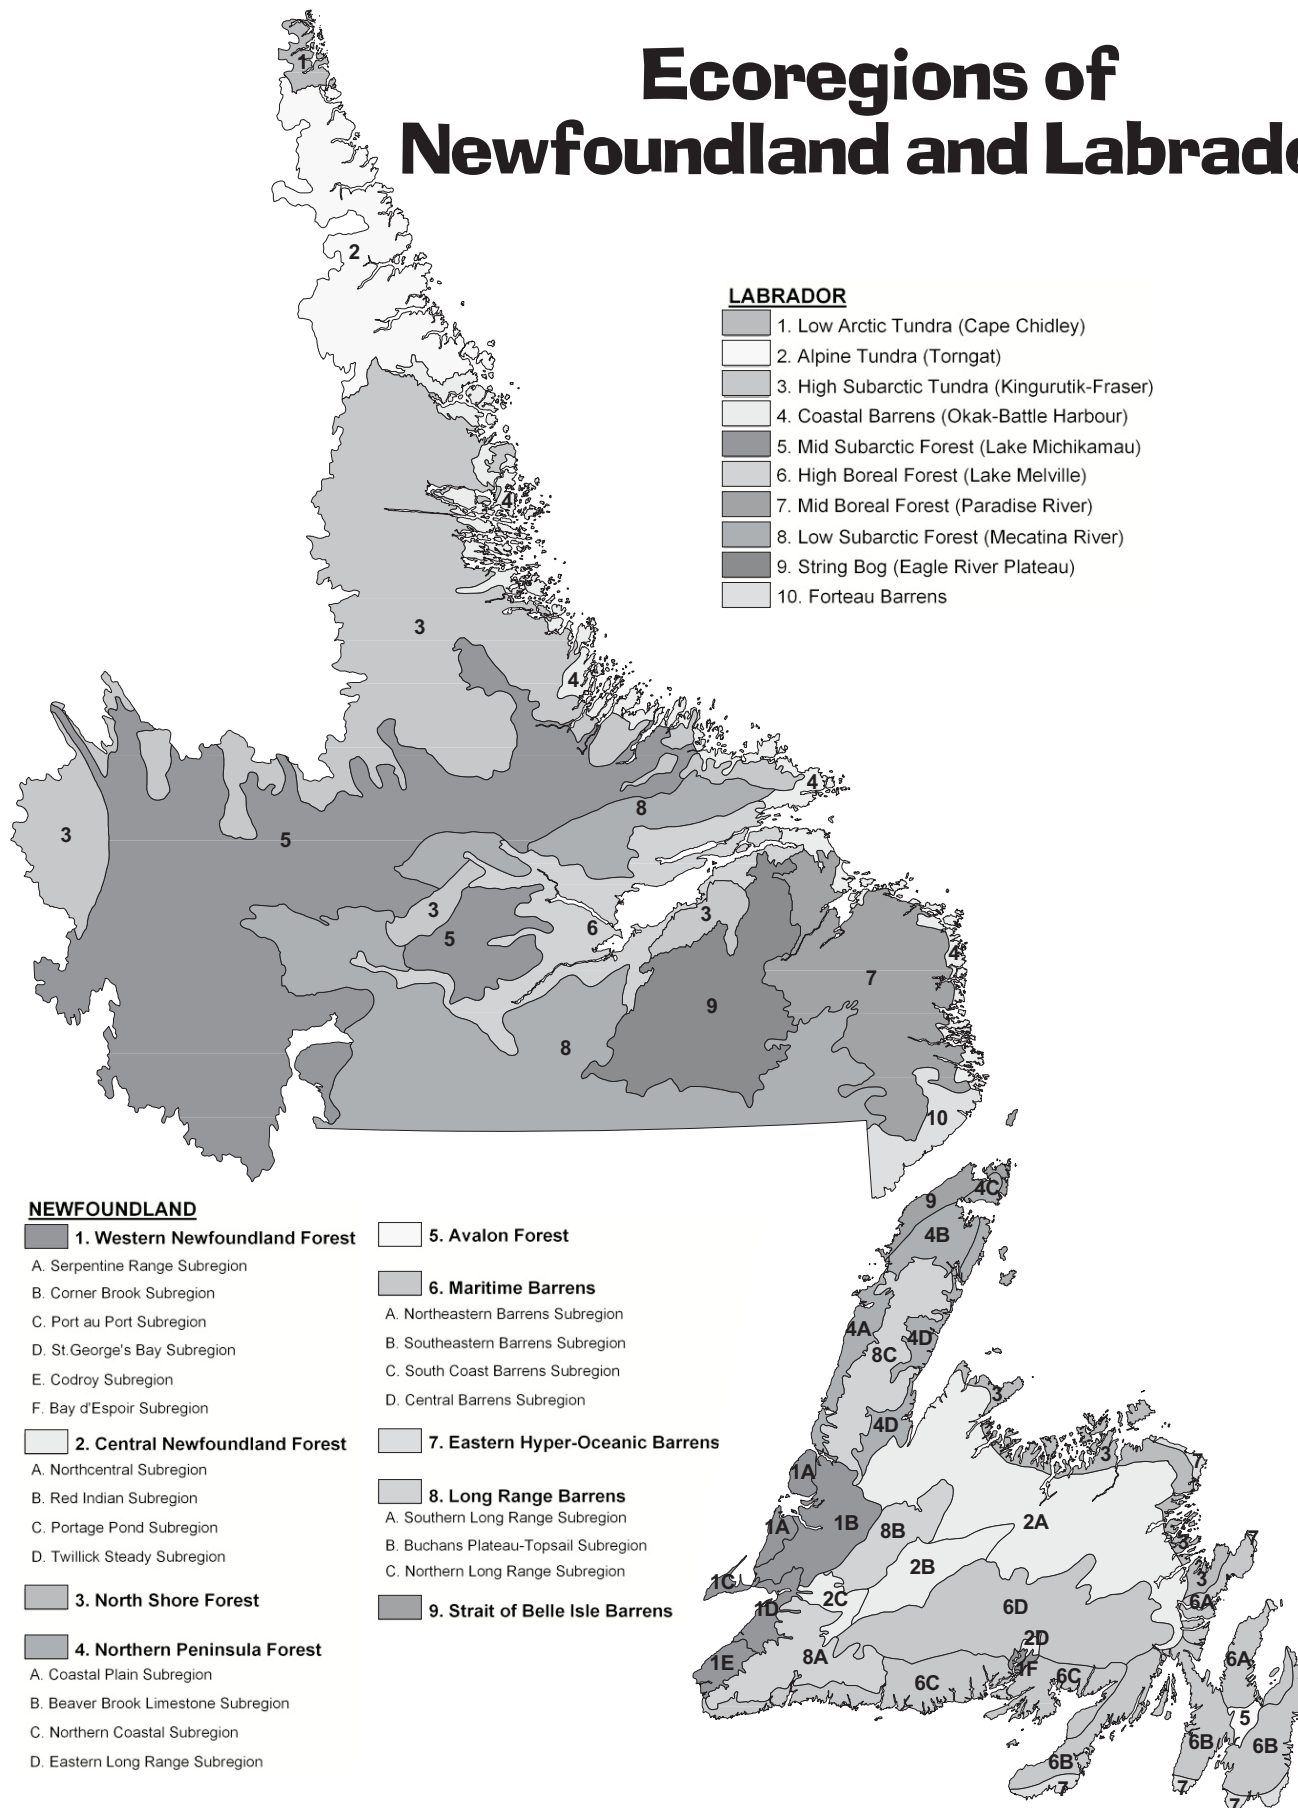 Ecoregions of
Newfoundland and Labrado
LABRADOR
1. Low Arctic Tundra (Cape Chidley)
2. Alpine Tundra (Torngat)
3. High Subarctic Tundra (Kingurutik-Fraser)
4. Coastal Barrens (Okak-Battle Harbour)
5. Mid Subarctic Forest (Lake Michikamau)
6. High Boreal Forest (Lake Melville)
7. Mid Boreal Forest (Paradise River)
8. Low Subarctic Forest (Mecatina River)
9. String Bog (Eagle River Plateau)
10. Forteau Barrens
1
2
4
3
4
4
8
3
5
3
3
6
5
4
7
9
8
10
NEWFOUNDLAND
1. Western Newfoundland Forest
A. Serpentine Range Subregion
B. Corner Brook Subregion
C. Port au Port Subregion
D. St.George's Bay Subregion
E. Codroy Subregion
F. Bay d'Espoir Subregion
2. Central Newfoundland Forest
A. Northcentral Subregion
B. Red Indian Subregion
C. Portage Pond Subregion
D. Twillick Steady Subregion
3. North Shore Forest
4. Northern Peninsula Forest
A. Coastal Plain Subregion
B. Beaver Brook Limestone Subregion
C. Northern Coastal Subregion
D. Eastern Long Range Subregion
5. Avalon Forest
6. Maritime Barrens
A. Northeastern Barrens Subregion
B. Southeastern Barrens Subregion
C. South Coast Barrens Subregion
D. Central Barrens Subregion
7. Eastern Hyper-Oceanic Barrens
8. Long Range Barrens
A. Southern Long Range Subregion
B. Buchans Plateau-Topsail Subregion
C. Northern Long Range Subregion
9. Strait of Belle Isle Barrens
4C
9
4B
4A
4D
8C
3
4D
3
7
1A
1A
1B
8B
2A
3
7
2B
1C
3
2C
6A
1D
6D
2D
8A
1E
1F
6C
6C
6A
5
6B
6B
6B
7
7
7